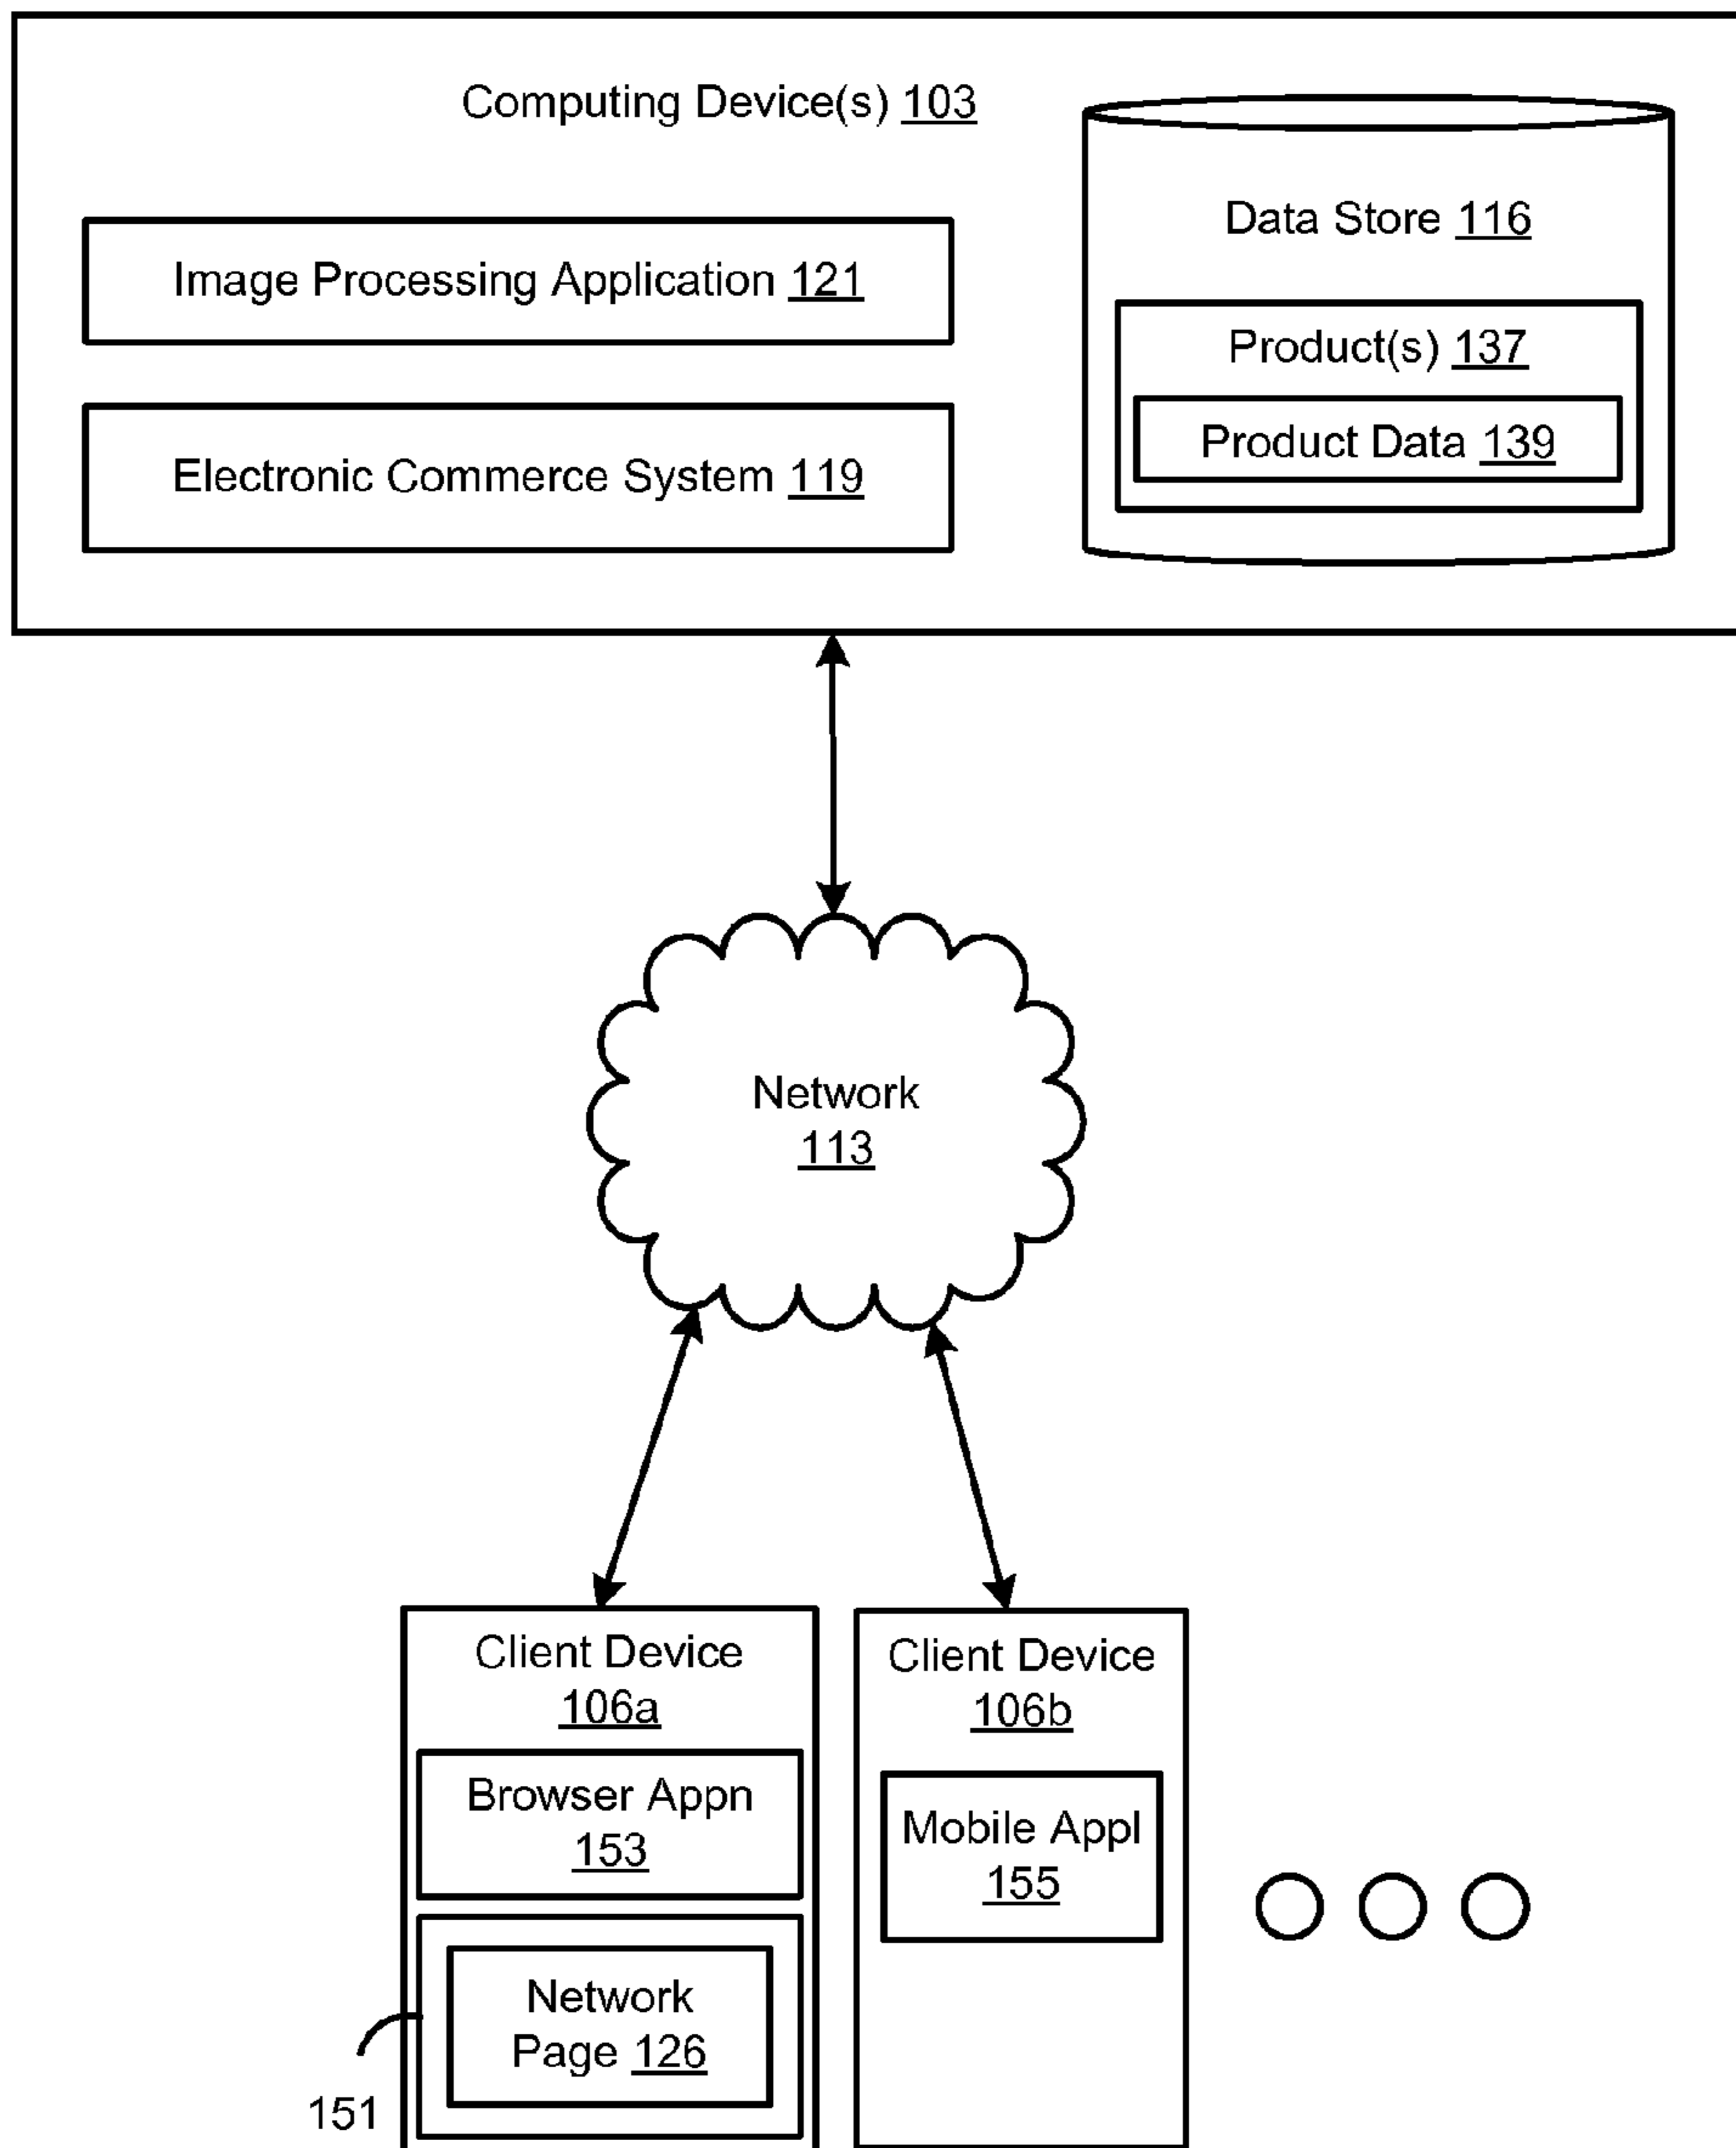 Computing Device(s) 103
Image Processing Application 121
Electronic Commerce System 119
Data Store 116
Product(s) 137
Product Data 139
Network
113
Client Device
106a
Browser Appn
153
Network
Page 126
151
Client Device
106b
Mobile Appl
155